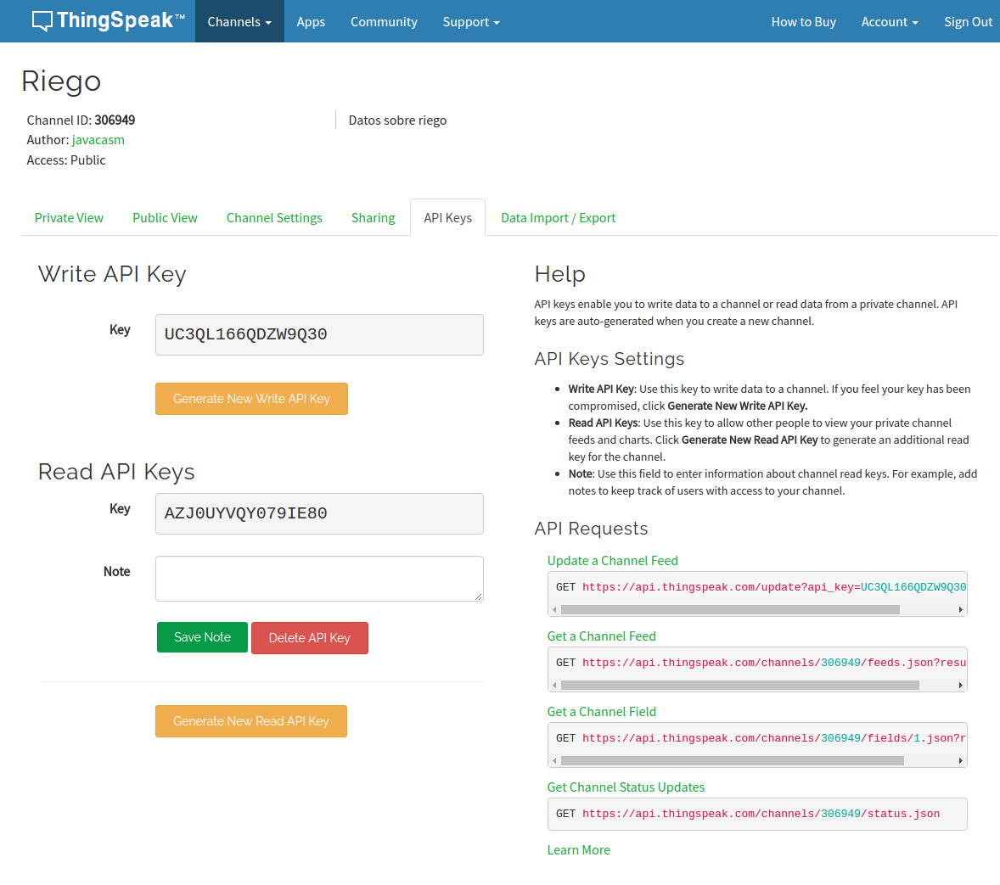 ThingSpeak™ Channels Apps Community Support How to Buy Account Sign Out
Riego
Channel ID: 306949
Author: javacasm
Access: Public
Datos sobre riego
Private View Public View Channel Settings Sharing API Keys Data Import / Export
Write API Key
Key UC3QL166QDZW9Q30
Generate New Write API Key
Read API Keys
Key AZJ0UYVQY079IE80
Note
Save Note Delete API Key
Generate New Read API Key
Help
API keys enable you to write data to a channel or read data from a private channel. API
keys are auto-generated when you create a new channel.
API Keys Settings
• Write API Key: Use this key to write data to a channel. If you feel your key has been
compromised, click Generate New Write API Key.
• Read API Keys: Use this key to allow other people to view your private channel
feeds and charts. Click Generate New Read API Key to generate an additional read
key for the channel.
• Note: Use this field to enter information about channel read keys. For example, add
notes to keep track of users with access to your channel.
API Requests
Update a Channel Feed
GET https://api.thingspeak.com/update?api_key=UC3QL166QDZW9Q30
Get a Channel Feed
GET https://api.thingspeak.com/channels/306949/feeds.json?resu
Get a Channel Field
GET https://api.thingspeak.com/channels/306949/fields/1.json?r
Get Channel Status Updates
GET https://api.thingspeak.com/channels/306949/status.json
Learn More